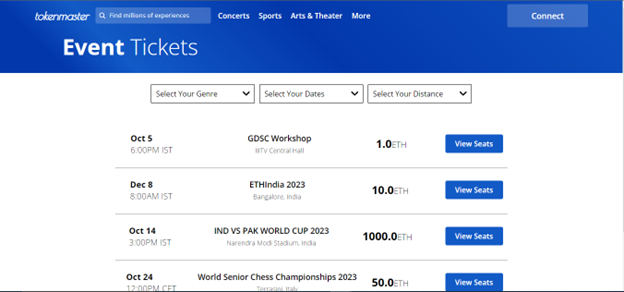 tokenmaster Find millions of experiences Concerts Sports Arts & Theater More Connect
Event Tickets
Select Your Genre Select Your Dates Select Your Distance
Oct 5 GDSC Workshop
6:00PM IST Central Hall 1.0ETH View Seats
Dec 8 ETHIndia 2023
8:00AM IST Bangalore, India 10.0ETH View Seats
Oct 14 IND VS PAK WORLD CUP 2023
3:00PM IST Narendra Modi Stadium, India 1000.0ETH View Seats
Oct 24 World Senior Chess Championships 2023
12:00PM CET Terrasini, Italy 50.0ETH View Seats